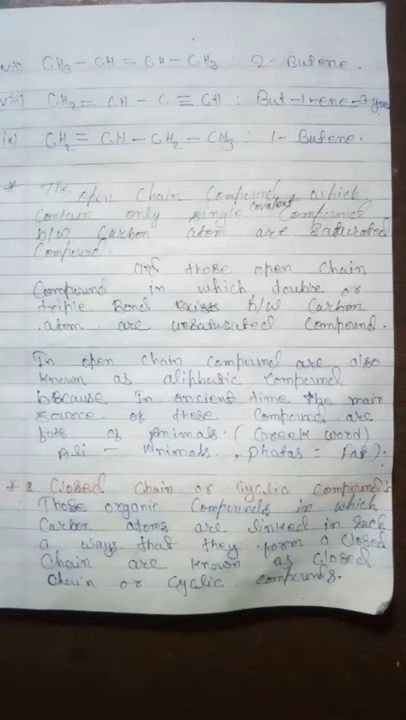 vii) CH3 - CH = CH - CH3 : 2- Butene.
viii) CH2 = CH - C ≡ CH : But-1-ene-3yne
ix) CH2 = CH - CH2 - CH3 : 1- Butene.
* The open Chain Compound which
Contain only single covalent Compound
b/w Carbon atom are Saturated
Compound.
And those open Chain
Compound in which double or
triple Bond exists b/w Carbon
atom are unsaturated Compound.
In open chain compound are also
known as aliphatic Compound
because In ancient time the main
source of these Compound are
fats of Animals. (Greek word)
Ali - Animals, Phatas = Fat).
* 2 Closed Chain or Cyclic Compounds
Those organic Compounds in which
Carbon atoms are linked in such
a ways that they form a closed
Chain are known as Closed
Chain or Cyclic compounds.